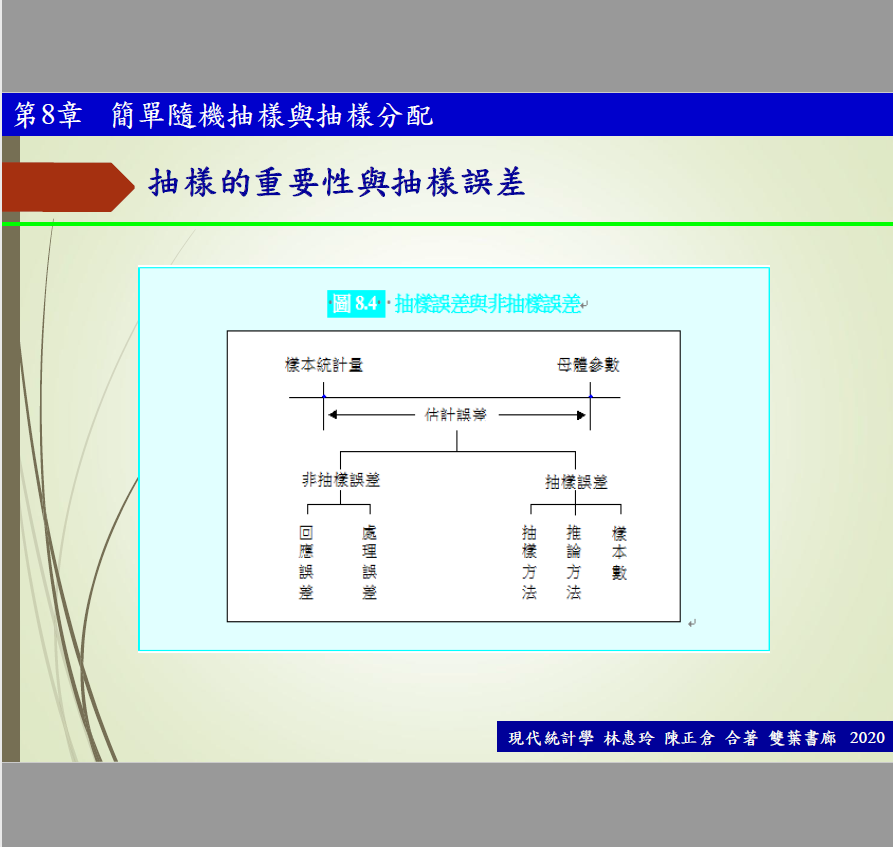 第8章 簡單隨機抽樣與抽樣分配
抽樣的重要性與抽樣誤差
圖 8.4 抽樣誤差與非抽樣誤差
樣本統計量
母體參數
估計誤差
非抽樣誤差
抽樣誤差
回應誤差
處理誤差
抽樣方法
推論方法
樣本數
現代統計學 林惠玲 陳正倉 合著 雙葉書廊 2020